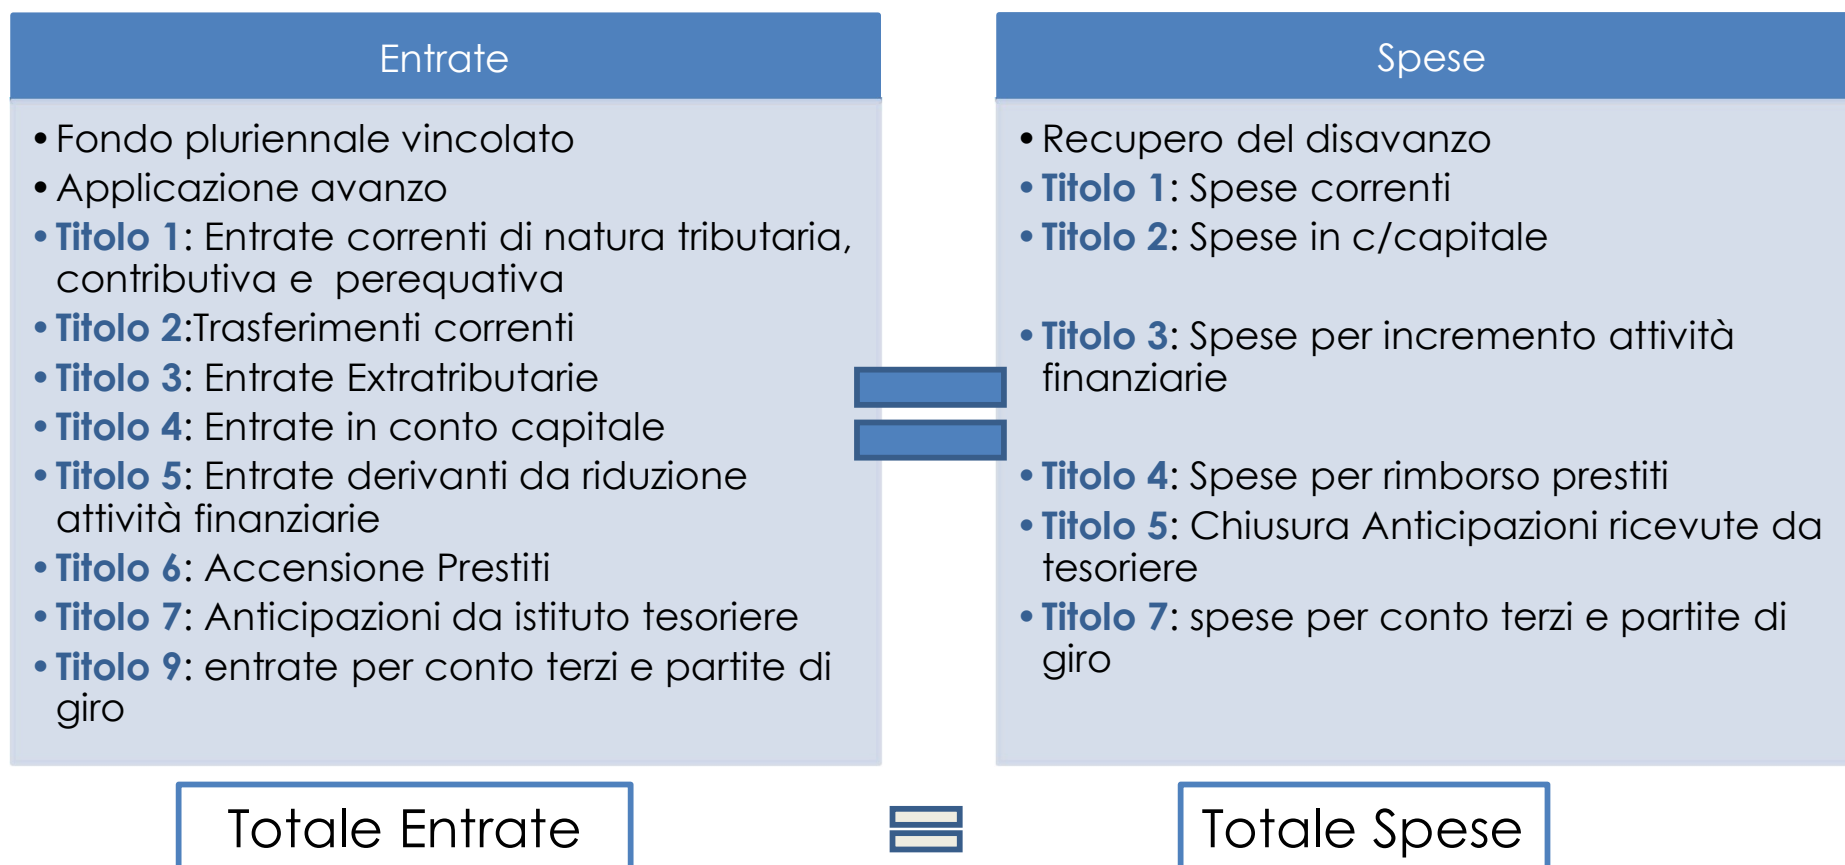 Entrate
• Fondo pluriennale vincolato
• Applicazione avanzo
• Titolo 1: Entrate correnti di natura tributaria,
contributiva e perequativa
• Titolo 2:Trasferimenti correnti
• Titolo 3: Entrate Extratributarie
• Titolo 4: Entrate in conto capitale
• Titolo 5: Entrate derivanti da riduzione
attività finanziarie
• Titolo 6: Accensione Prestiti
• Titolo 7: Anticipazioni da istituto tesoriere
• Titolo 9: entrate per conto terzi e partite di
giro
Spese
• Recupero del disavanzo
• Titolo 1: Spese correnti
• Titolo 2: Spese in c/capitale
• Titolo 3: Spese per incremento attività
finanziarie
• Titolo 4: Spese per rimborso prestiti
• Titolo 5: Chiusura Anticipazioni ricevute da
tesoriere
• Titolo 7: spese per conto terzi e partite di
giro
Totale Entrate
Totale Spese